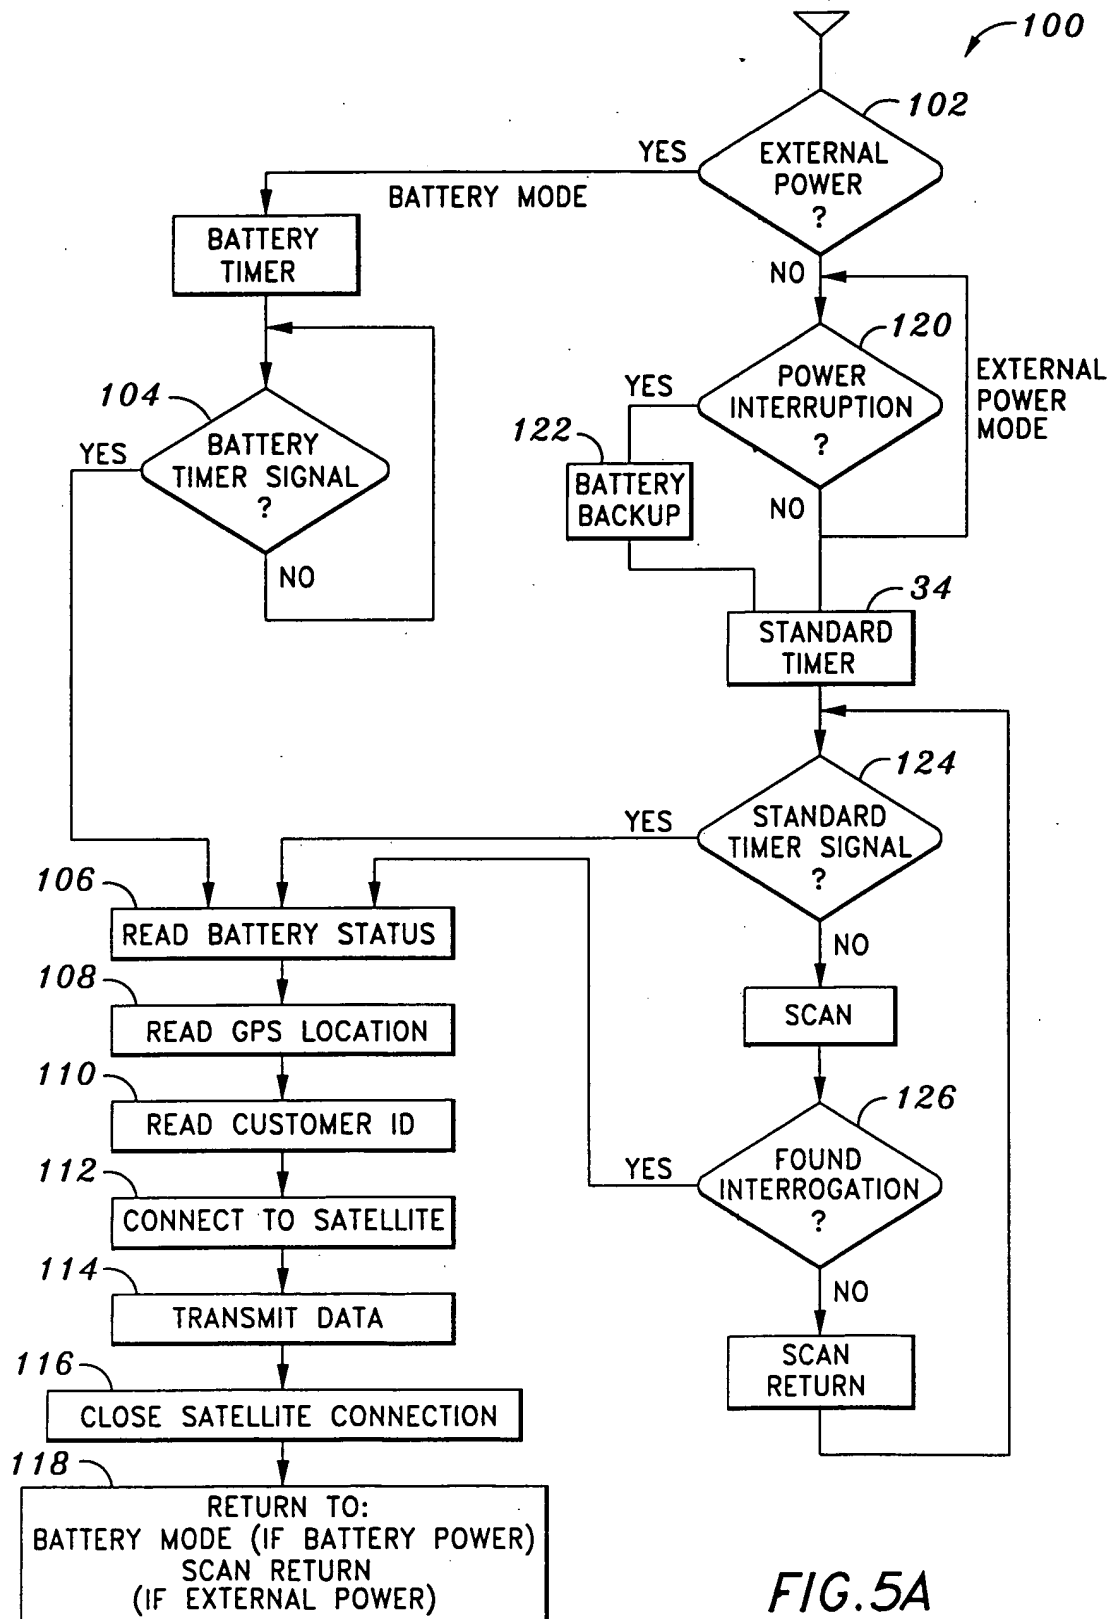 100
102
EXTERNAL
POWER
?
YES
BATTERY MODE
NO
BATTERY
TIMER
120
POWER
INTERRUPTION
?
YES
NO
EXTERNAL
POWER
MODE
122
BATTERY
BACKUP
104
BATTERY
TIMER SIGNAL
?
YES
NO
34
STANDARD
TIMER
124
STANDARD
TIMER SIGNAL
?
YES
NO
SCAN
126
FOUND
INTERROGATION
?
YES
NO
SCAN
RETURN
106
READ BATTERY STATUS
108
READ GPS LOCATION
110
READ CUSTOMER ID
112
CONNECT TO SATELLITE
114
TRANSMIT DATA
116
CLOSE SATELLITE CONNECTION
118
RETURN TO:
BATTERY MODE (IF BATTERY POWER)
SCAN RETURN
(IF EXTERNAL POWER)
FIG.5A